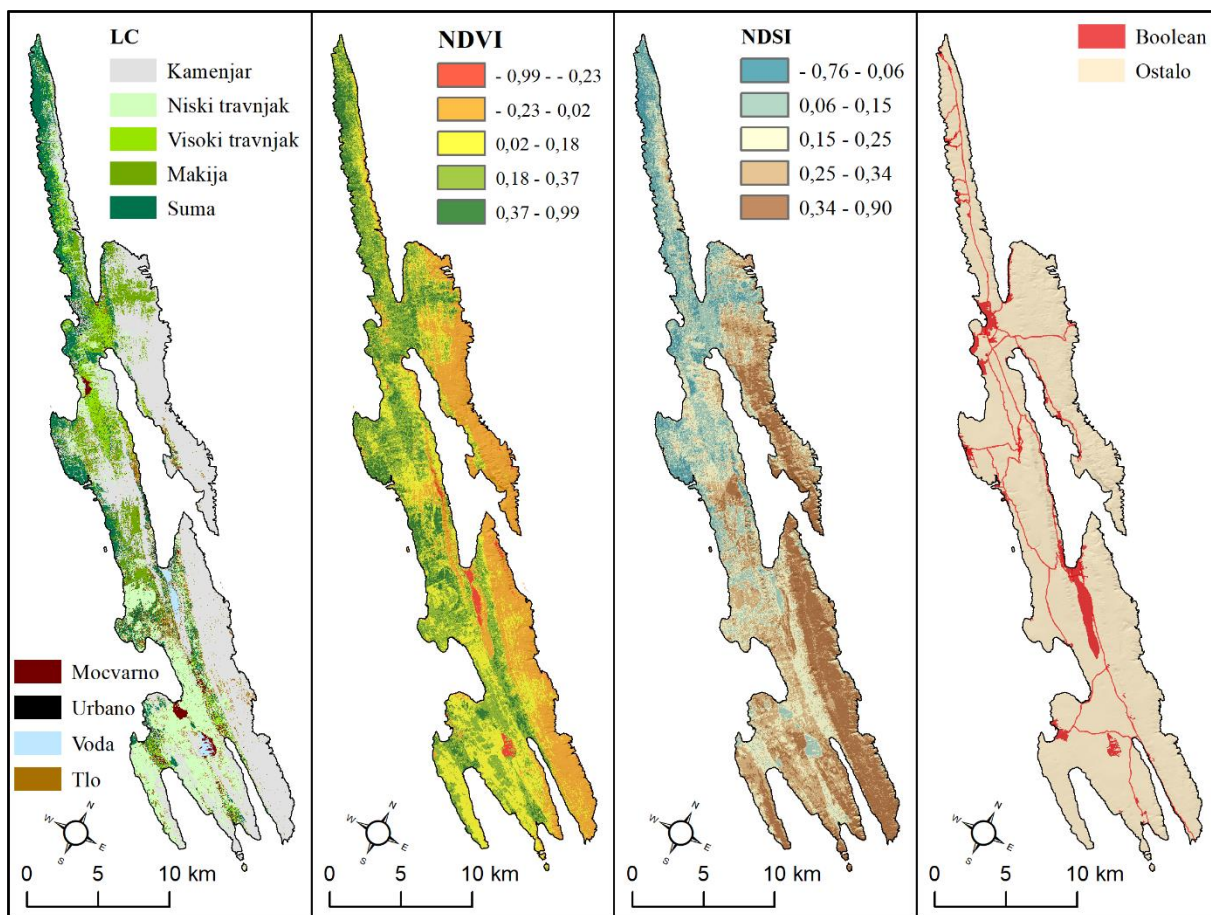 LC
Kamenjar
Niski travnjak
Visoki travnjak
Makija
Suma
Mocvarno
Urbano
Voda
Tlo
N
W
E
S
0 5 10 km
NDVI
- 0,99 - - 0,23
- 0,23 - 0,02
0,02 - 0,18
0,18 - 0,37
0,37 - 0,99
N
W
E
S
0 5 10 km
NDSI
- 0,76 - 0,06
0,06 - 0,15
0,15 - 0,25
0,25 - 0,34
0,34 - 0,90
N
W
E
S
0 5 10 km
Boolean
Ostalo
N
W
E
S
0 5 10 km